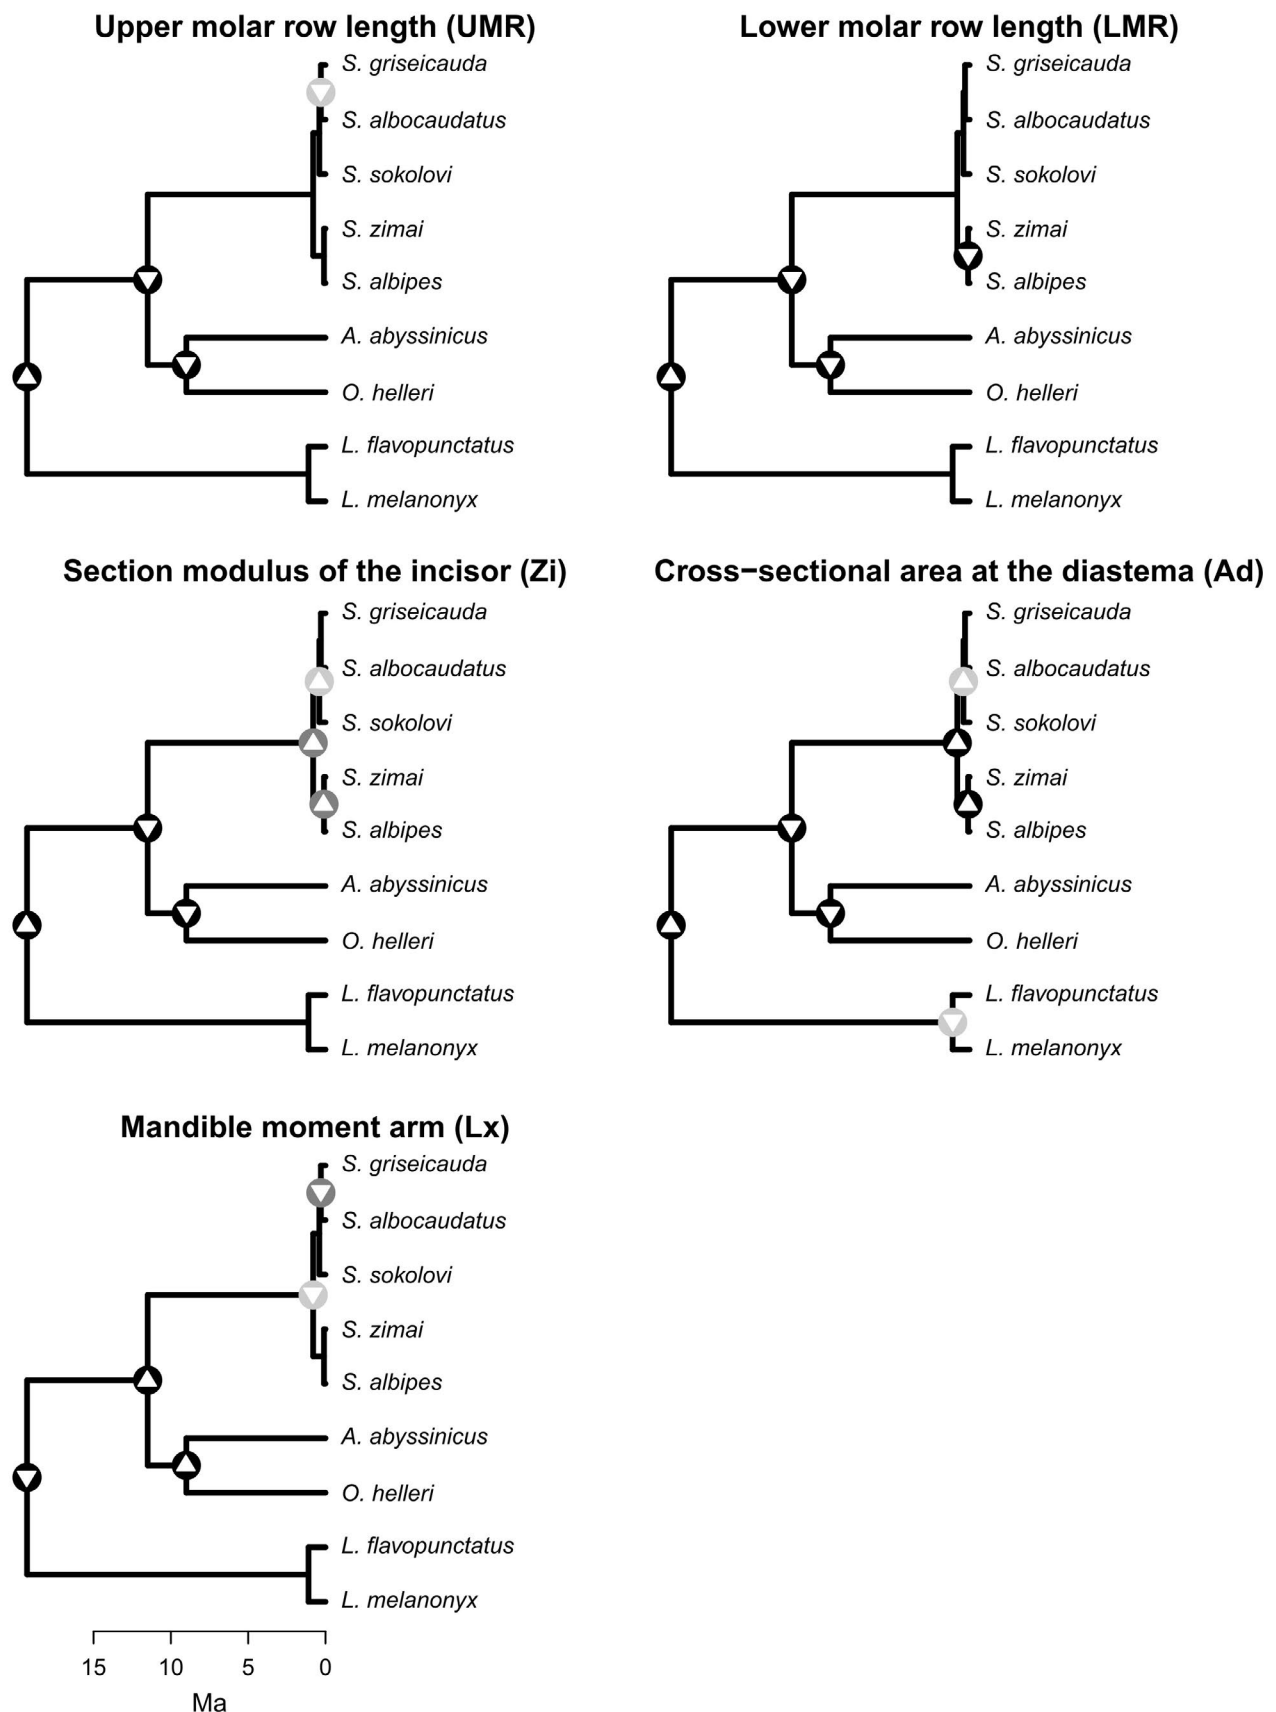 Upper molar row length (UMR)
S. griseicauda
S. albocaudatus
S. sokolovi
S. zimai
S. albipes
A. abyssinicus
O. helleri
L. flavopunctatus
L. melanonyx
Lower molar row length (LMR)
S. griseicauda
S. albocaudatus
S. sokolovi
S. zimai
S. albipes
A. abyssinicus
O. helleri
L. flavopunctatus
L. melanonyx
Section modulus of the incisor (Zi)
S. griseicauda
S. albocaudatus
S. sokolovi
S. zimai
S. albipes
A. abyssinicus
O. helleri
L. flavopunctatus
L. melanonyx
Cross−sectional area at the diastema (Ad)
S. griseicauda
S. albocaudatus
S. sokolovi
S. zimai
S. albipes
A. abyssinicus
O. helleri
L. flavopunctatus
L. melanonyx
Mandible moment arm (Lx)
S. griseicauda
S. albocaudatus
S. sokolovi
S. zimai
S. albipes
A. abyssinicus
O. helleri
L. flavopunctatus
L. melanonyx
15 10 5 0
Ma